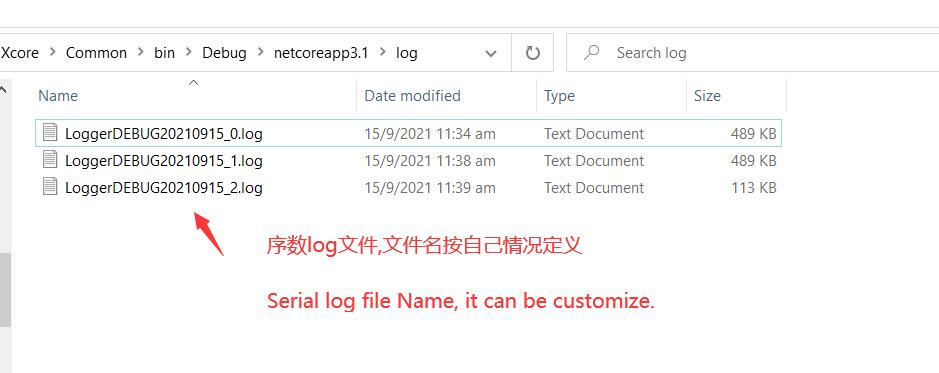 Xcore > Common > bin > Debug > netcoreapp3.1 > log
Search log
Name Date modified Type Size
LoggerDEBUG20210915_0.log 15/9/2021 11:34 am Text Document 489 KB
LoggerDEBUG20210915_1.log 15/9/2021 11:38 am Text Document 489 KB
LoggerDEBUG20210915_2.log 15/9/2021 11:39 am Text Document 113 KB
序数log文件,文件名按自己情况定义
Serial log file Name, it can be customize.